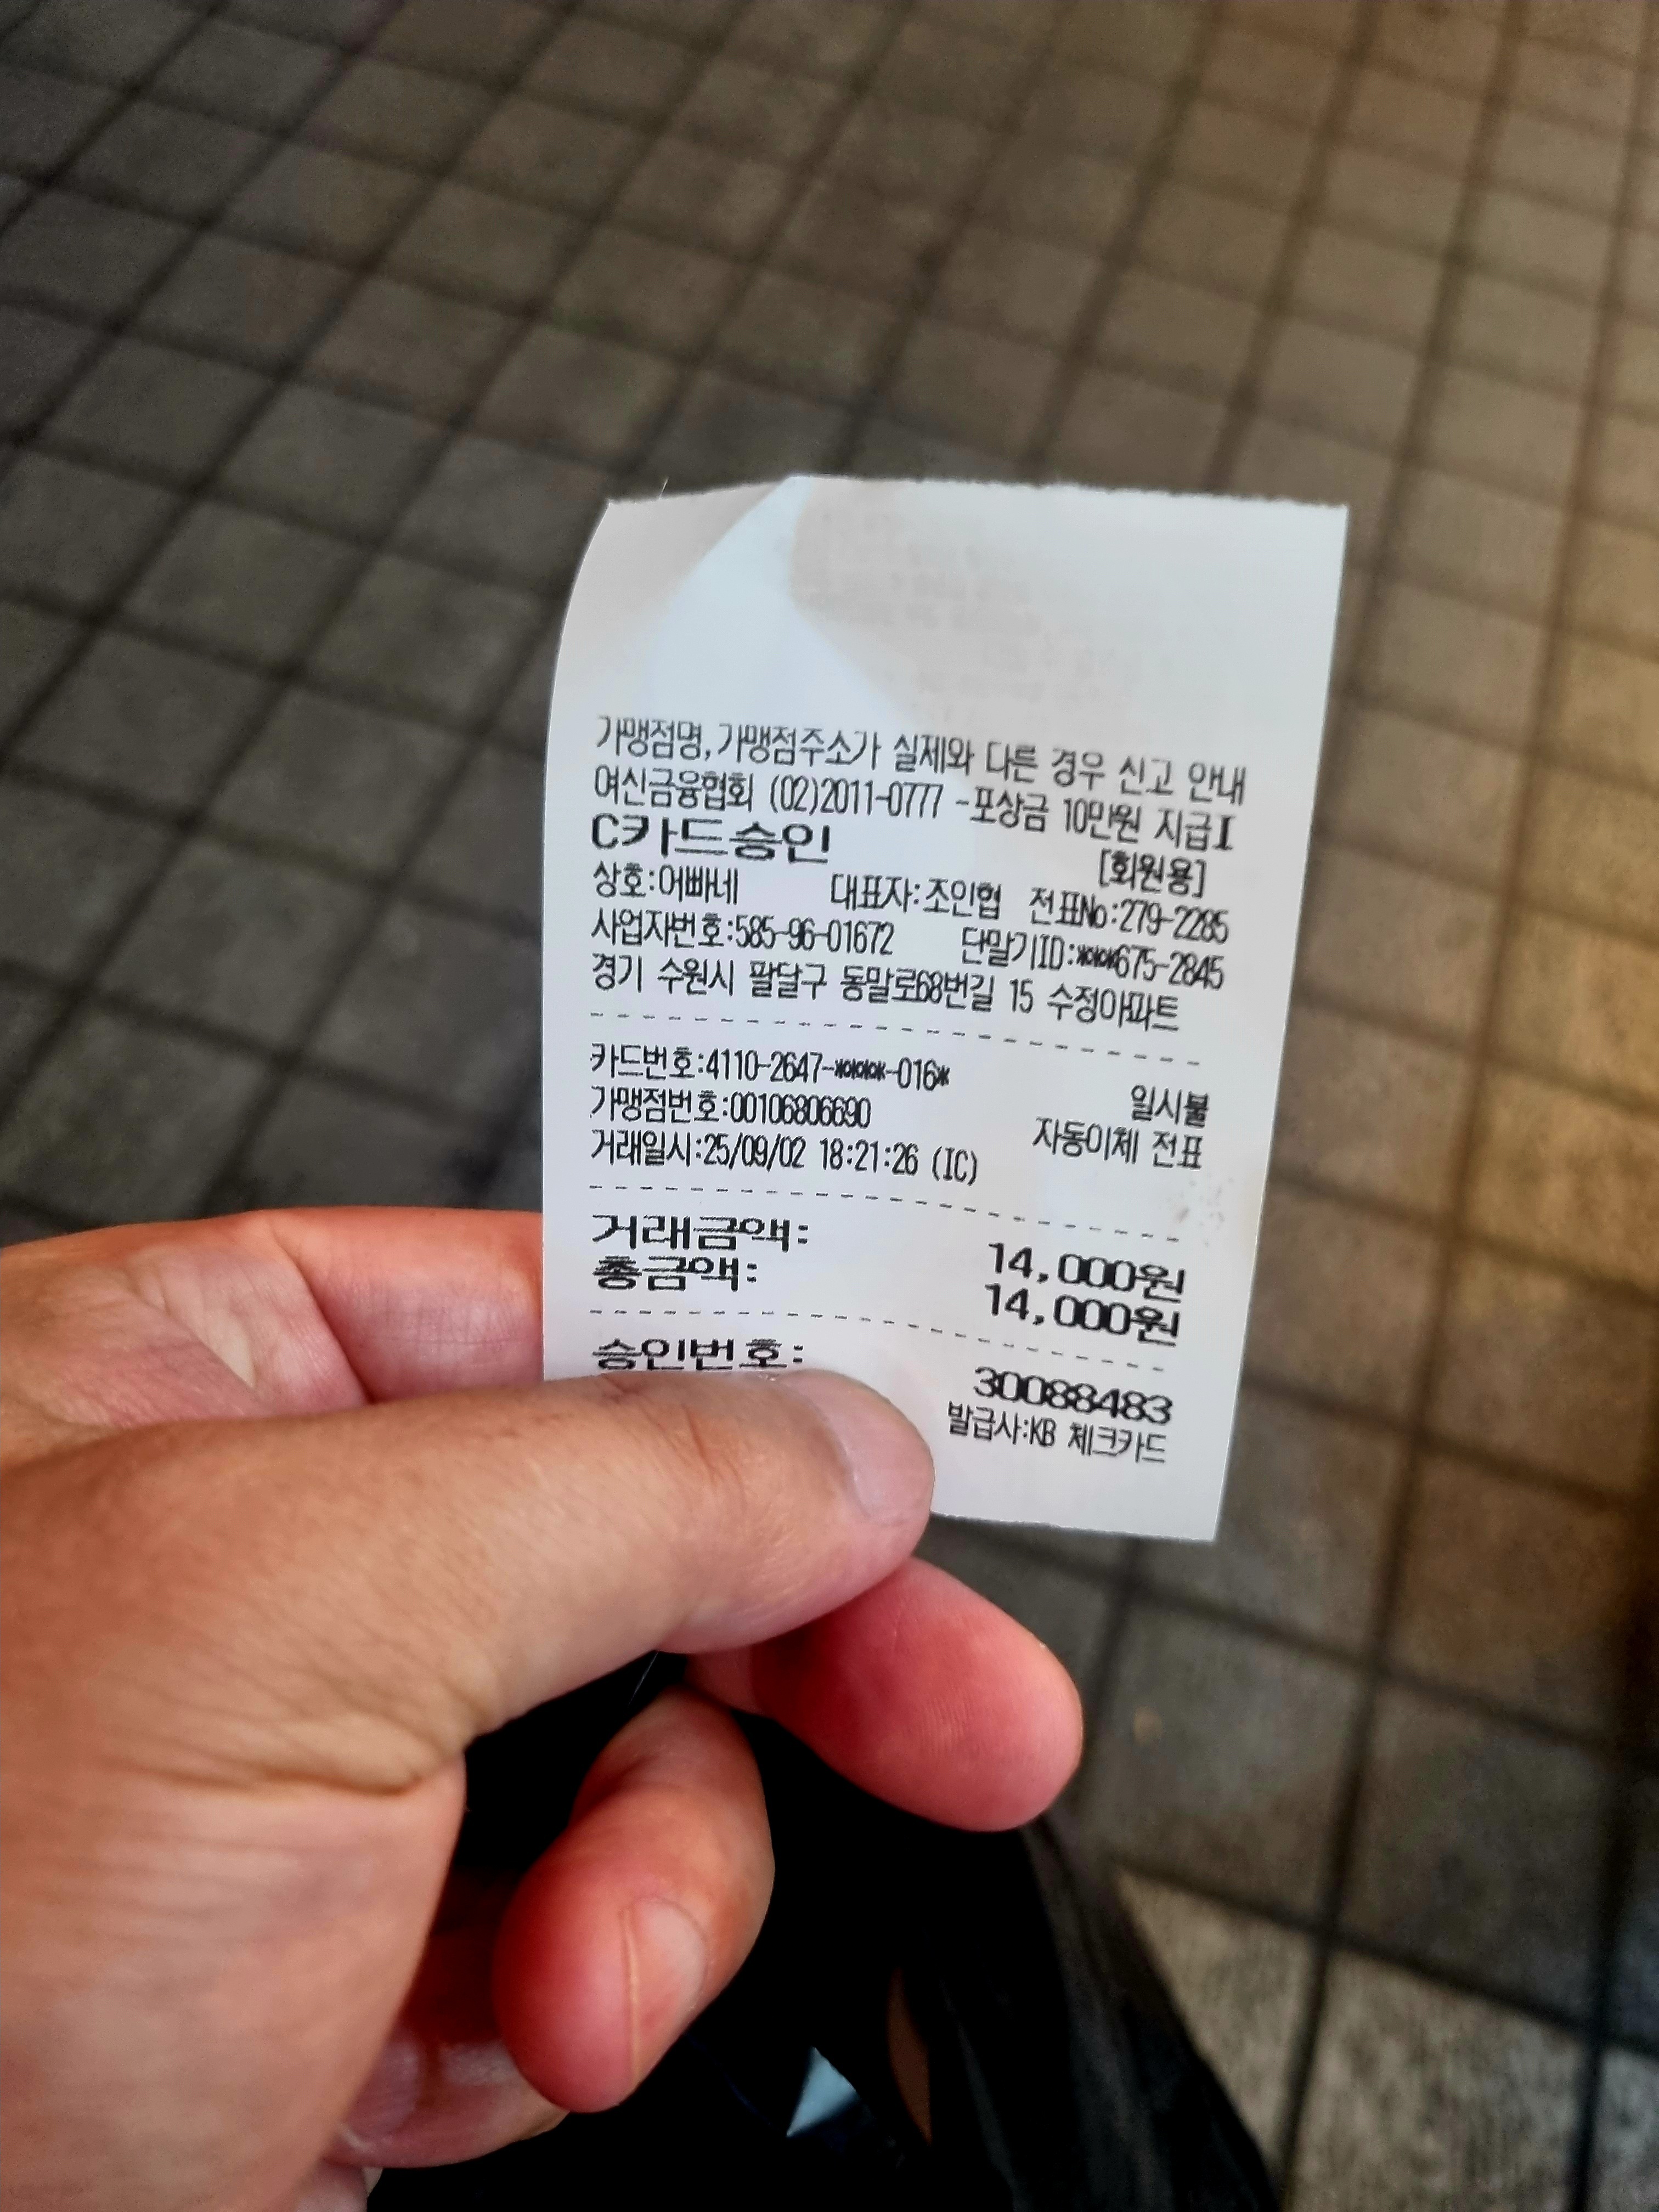 가맹점명,가맹점주소가 실제와 다른 경우 신고 안내
여신금융협회 (02)2011-0777 -포상금 10만원 지급I
C카드승인 [회원용]
상호:어빠네 대표자:조인협 전표No:279-2285
사업자번호:585-96-01672 단말기ID:***675-2845
경기 수원시 팔달구 동말로68번길 15 수정아파트
카드번호:4110-2647-****-016* 일시불
가맹점번호:00106806690 자동이체 전표
거래일시:25/09/02 18:21:26 (IC)
거래금액: 14,000원
총금액: 14,000원
승인번호: 30088483
발급사:KB 체크카드